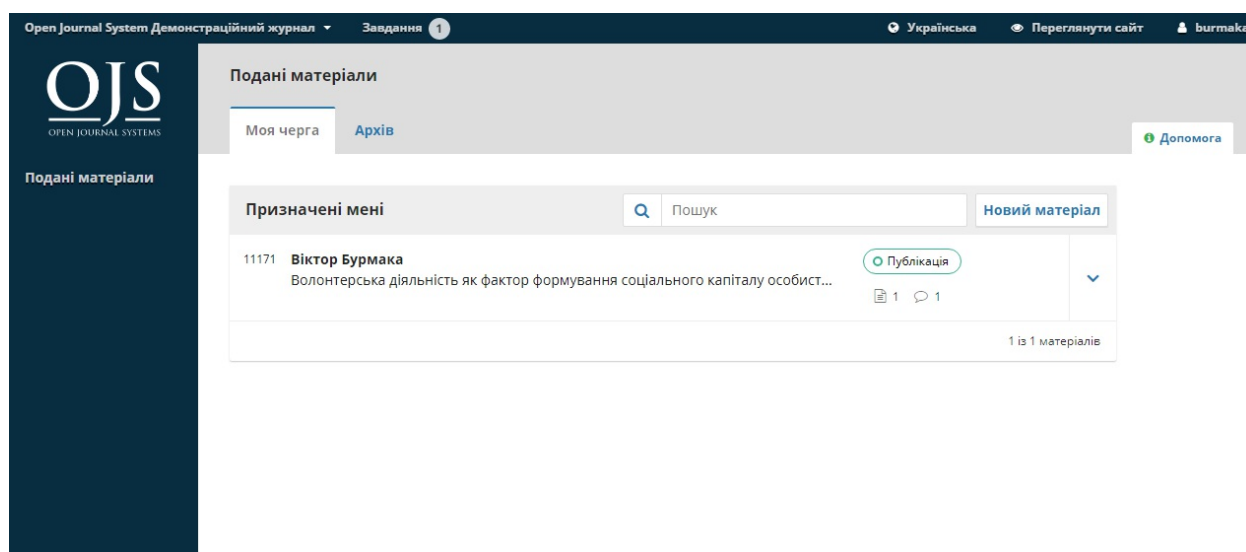 Open Journal System Демонстраційний журнал Завдання 1 Українська Переглянути сайт burmaka
OJS
OPEN JOURNAL SYSTEMS
Подані матеріали
Моя черга Архів
Допомога
Подані матеріали
Призначені мені Пошук Новий матеріал
11171 Віктор Бурмака Публікація
Волонтерська діяльність як фактор формування соціального капіталу особист...
1 1
1 із 1 матеріалів